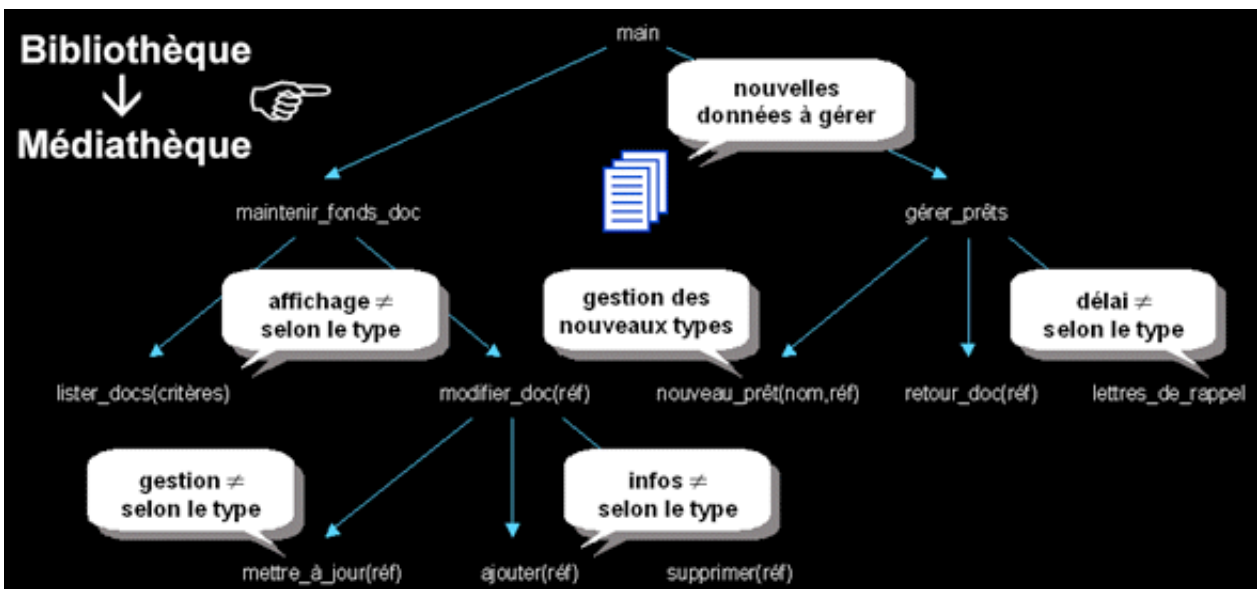 Bibliothèque
Médiathèque
main
nouvelles
données à gérer
maintenir_fonds_doc
gérer_prêts
affichage ≠
selon le type
gestion des
nouveaux types
délai ≠
selon le type
lister_docs(critères)
modifier_doc(réf)
nouveau_prêt(nom,réf)
retour_doc(réf)
lettres_de_rappel
gestion ≠
selon le type
infos ≠
selon le type
mettre_à_jour(réf)
ajouter(réf)
supprimer(réf)